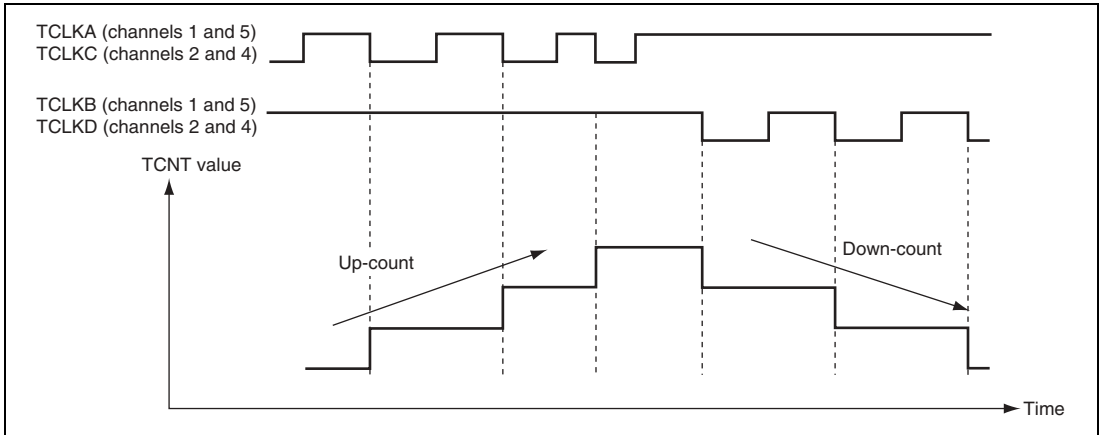 TCLKA (channels 1 and 5)
TCLKC (channels 2 and 4)
TCLKB (channels 1 and 5)
TCLKD (channels 2 and 4)
TCNT value
Up-count
Down-count
Time